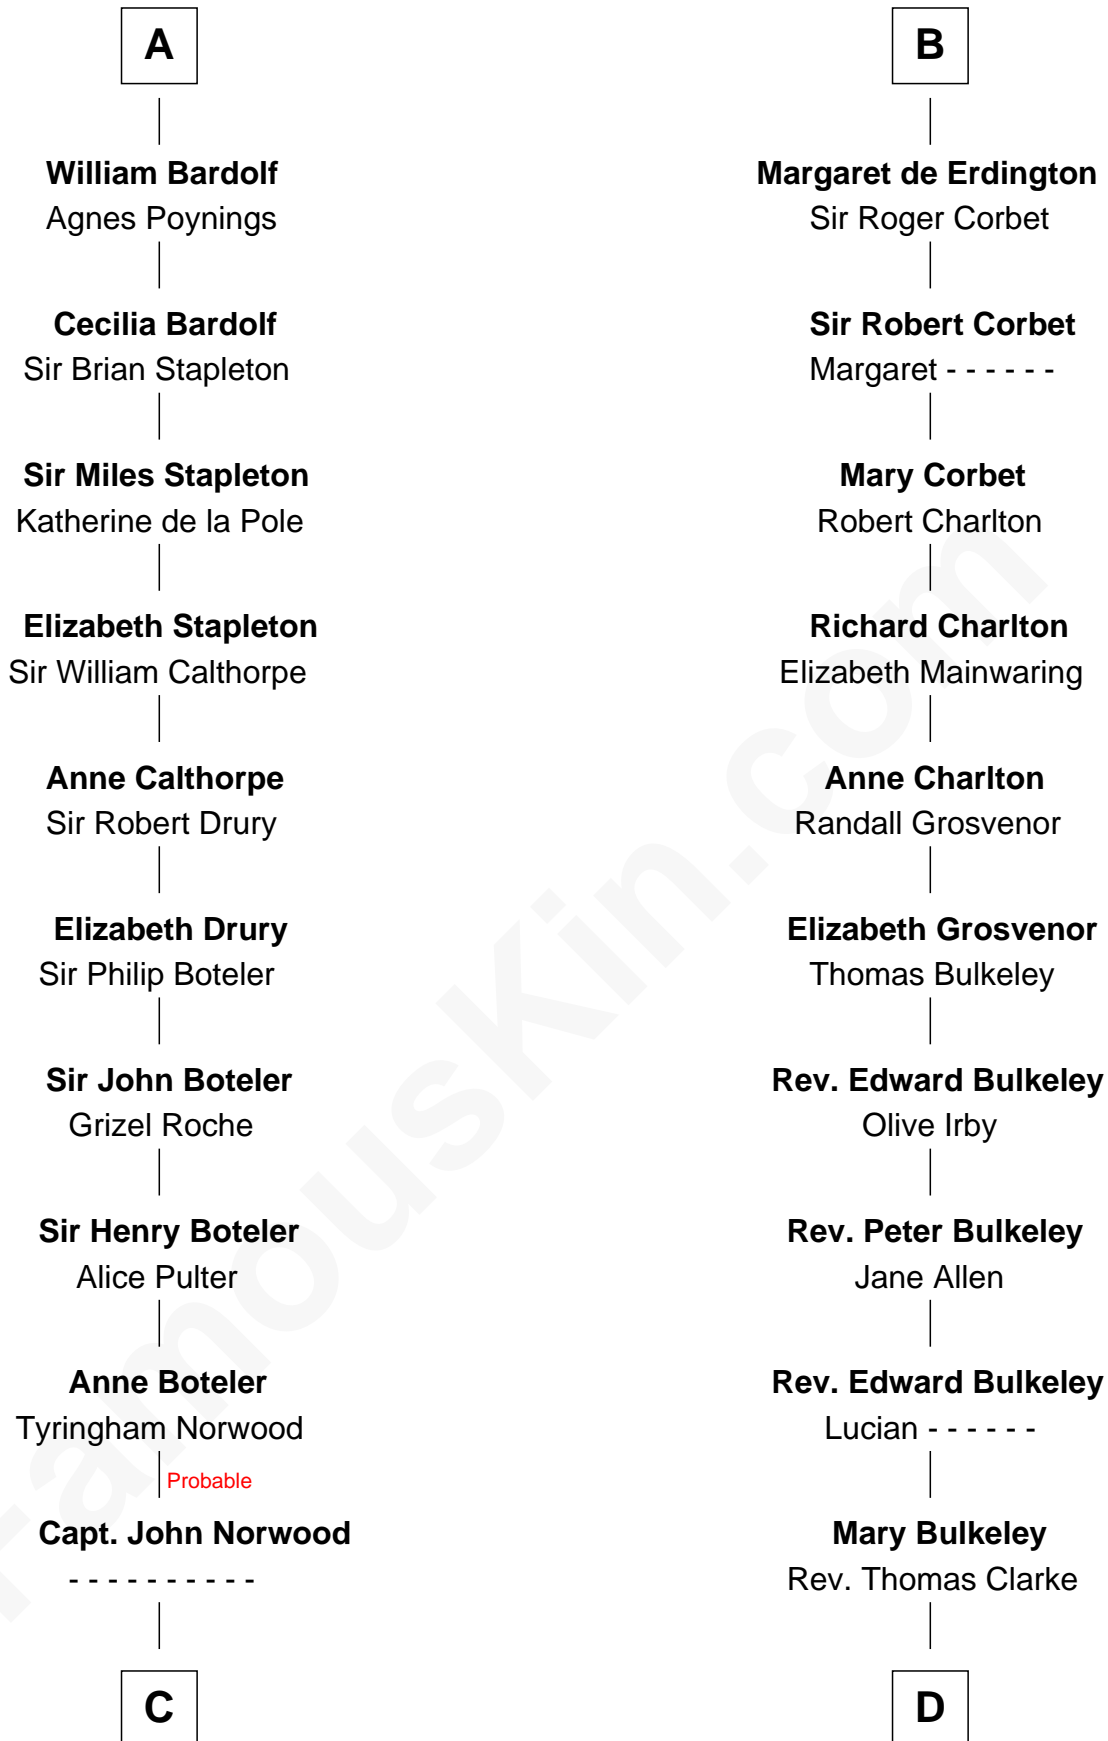 A
William Bardolf
Agnes Poynings
Cecilia Bardolf
Sir Brian Stapleton
Sir Miles Stapleton
Katherine de la Pole
Elizabeth Stapleton
Sir William Calthorpe
Anne Calthorpe
Sir Robert Drury
Elizabeth Drury
Sir Philip Boteler
Sir John Boteler
Grizel Roche
Sir Henry Boteler
Alice Pulter
Anne Boteler
Tyringham Norwood
Probable
Capt. John Norwood
- - - - - - - - - -
C
B
Margaret de Erdington
Sir Roger Corbet
Sir Robert Corbet
Margaret - - - - - -
Mary Corbet
Robert Charlton
Richard Charlton
Elizabeth Mainwaring
Anne Charlton
Randall Grosvenor
Elizabeth Grosvenor
Thomas Bulkeley
Rev. Edward Bulkeley
Olive Irby
Rev. Peter Bulkeley
Jane Allen
Rev. Edward Bulkeley
Lucian - - - - - -
Mary Bulkeley
Rev. Thomas Clarke
D
FamousKin.com